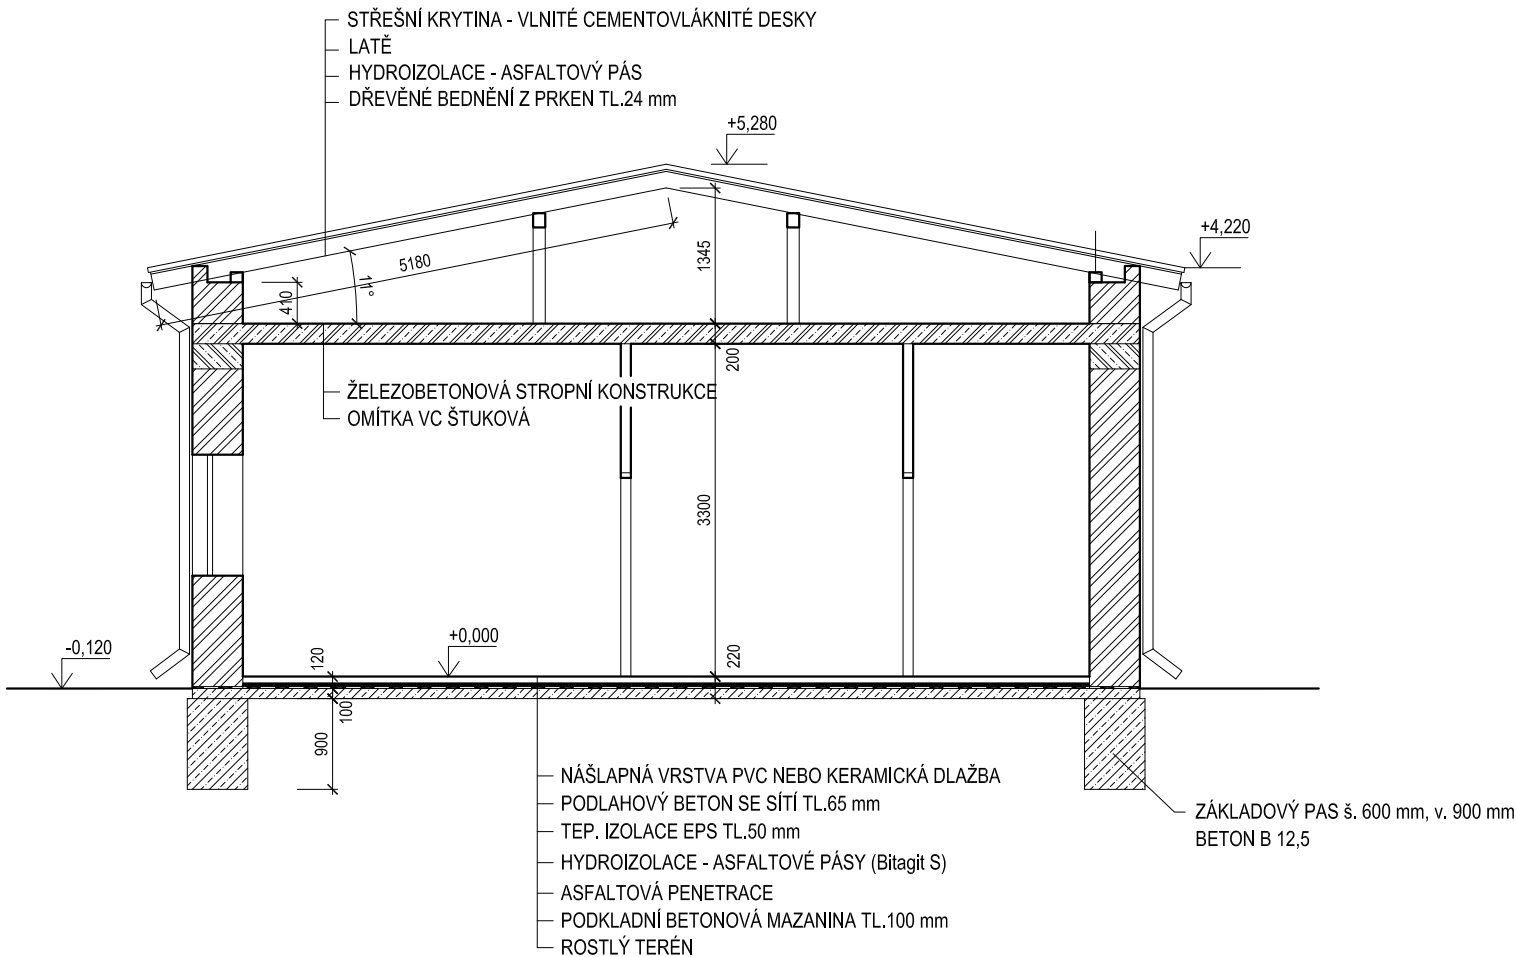 STŘEŠNÍ KRYTINA - VLNITÉ CEMENTOVLÁKNITÉ DESKY
LATĚ
HYDROIZOLACE - ASFALTOVÝ PÁS
DŘEVĚNÉ BEDNĚNÍ Z PRKEN TL.24 mm
+5,280
+4,220
5180
11°
410
1345
200
ŽELEZOBETONOVÁ STROPNÍ KONSTRUKCE
OMÍTKA VC ŠTUKOVÁ
3300
-0,120
+0,000
120
220
100
900
NÁŠLAPNÁ VRSTVA PVC NEBO KERAMICKÁ DLAŽBA
PODLAHOVÝ BETON SE SÍTÍ TL.65 mm
TEP. IZOLACE EPS TL.50 mm
HYDROIZOLACE - ASFALTOVÉ PÁSY (Bitagit S)
ASFALTOVÁ PENETRACE
PODKLADNÍ BETONOVÁ MAZANINA TL.100 mm
ROSTLÝ TERÉN
ZÁKLADOVÝ PAS š. 600 mm, v. 900 mm
BETON B 12,5